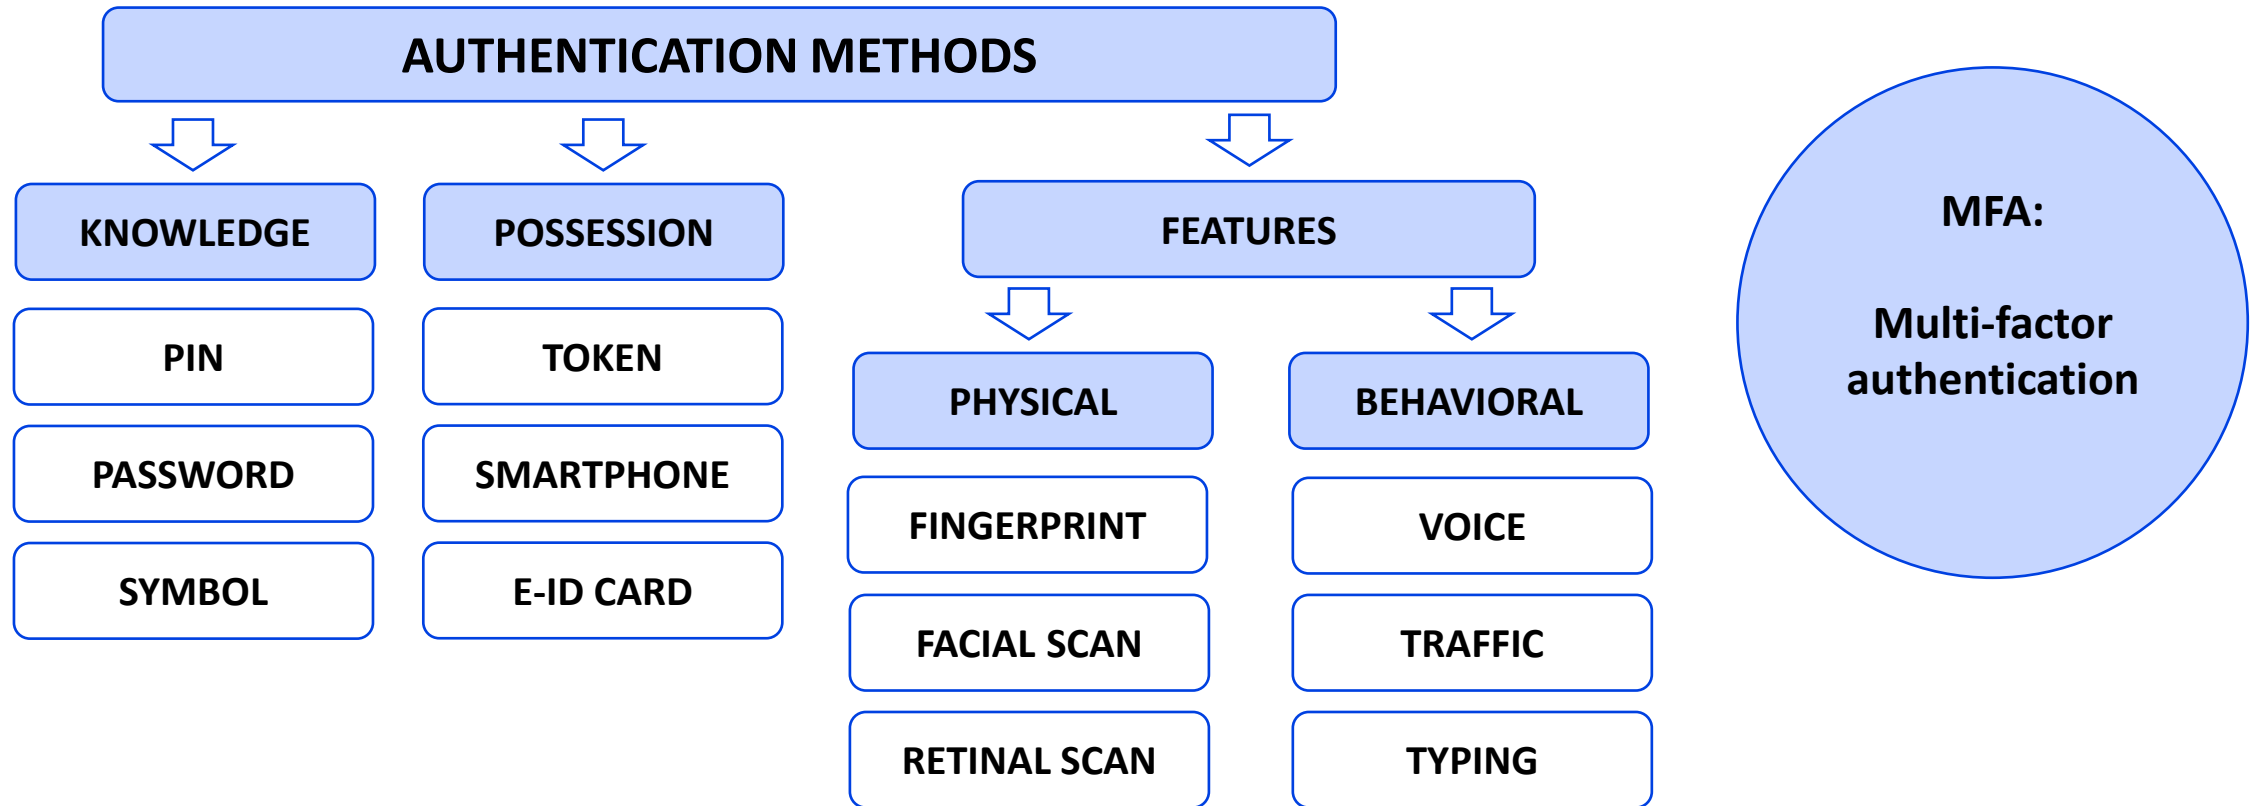 AUTHENTICATION METHODS
KNOWLEDGE
PIN
PASSWORD
SYMBOL
POSSESSION
TOKEN
SMARTPHONE
E-ID CARD
FEATURES
PHYSICAL
FINGERPRINT
FACIAL SCAN
RETINAL SCAN
BEHAVIORAL
VOICE
TRAFFIC
TYPING
MFA:
Multi-factor
authentication